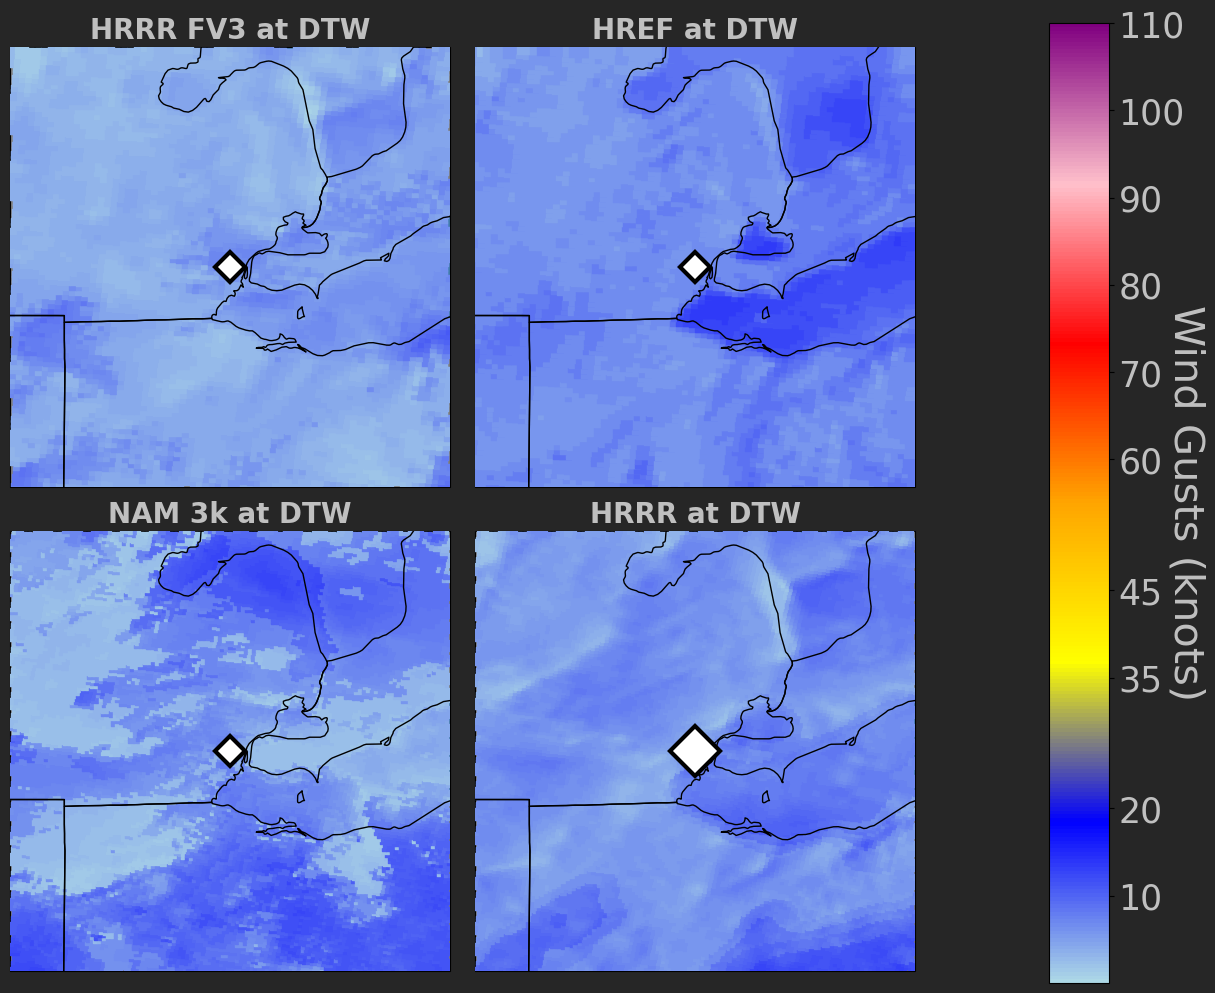 HRRR FV3 at DTW
HREF at DTW
NAM 3k at DTW
HRRR at DTW
110
100
90
80
70
60
45
35
20
10
Wind Gusts (knots)